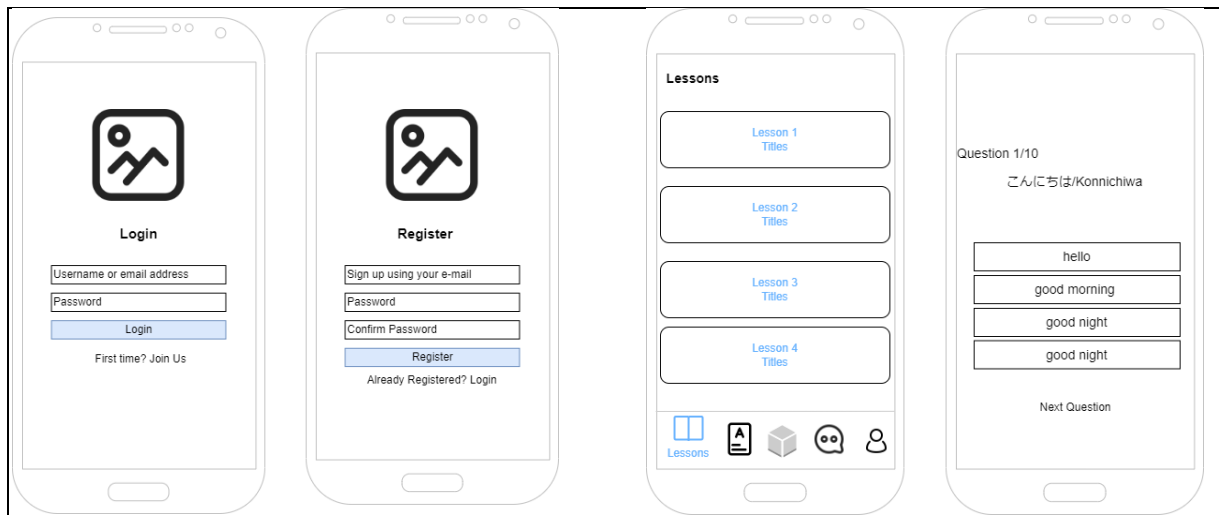 Login
Username or email address
Password
Login
First time? Join Us
Register
Sign up using your e-mail
Password
Confirm Password
Register
Already Registered? Login
Lessons
Lesson 1
Titles
Lesson 2
Titles
Lesson 3
Titles
Lesson 4
Titles
A
Lessons
Question 1/10
こんにちは/Konnichiwa
hello
good morning
good night
good night
Next Question